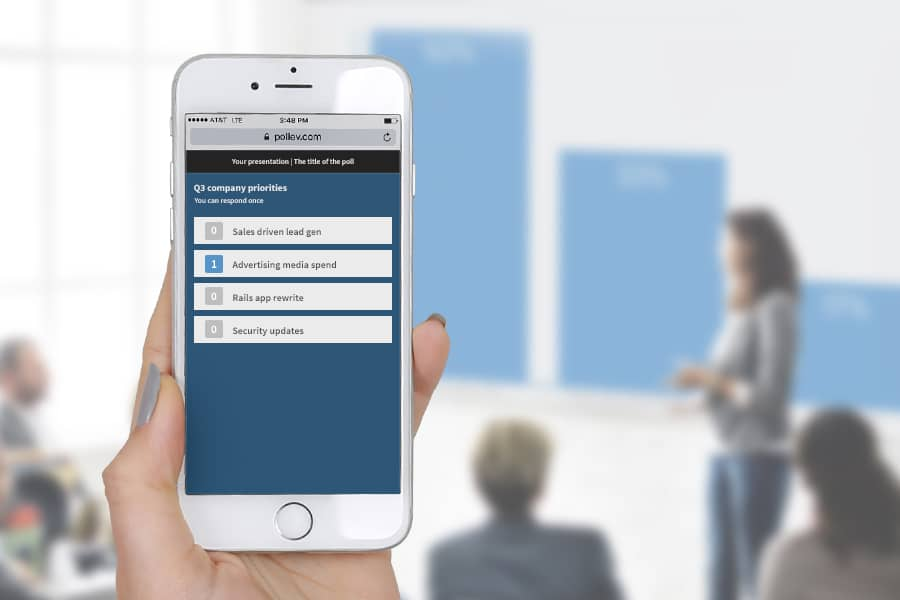 AT&T LTE 3:48 PM
pollev.com
Your presentation | The title of the poll
Q3 company priorities
You can respond once
0 Sales driven lead gen
1 Advertising media spend
0 Rails app rewrite
0 Security updates